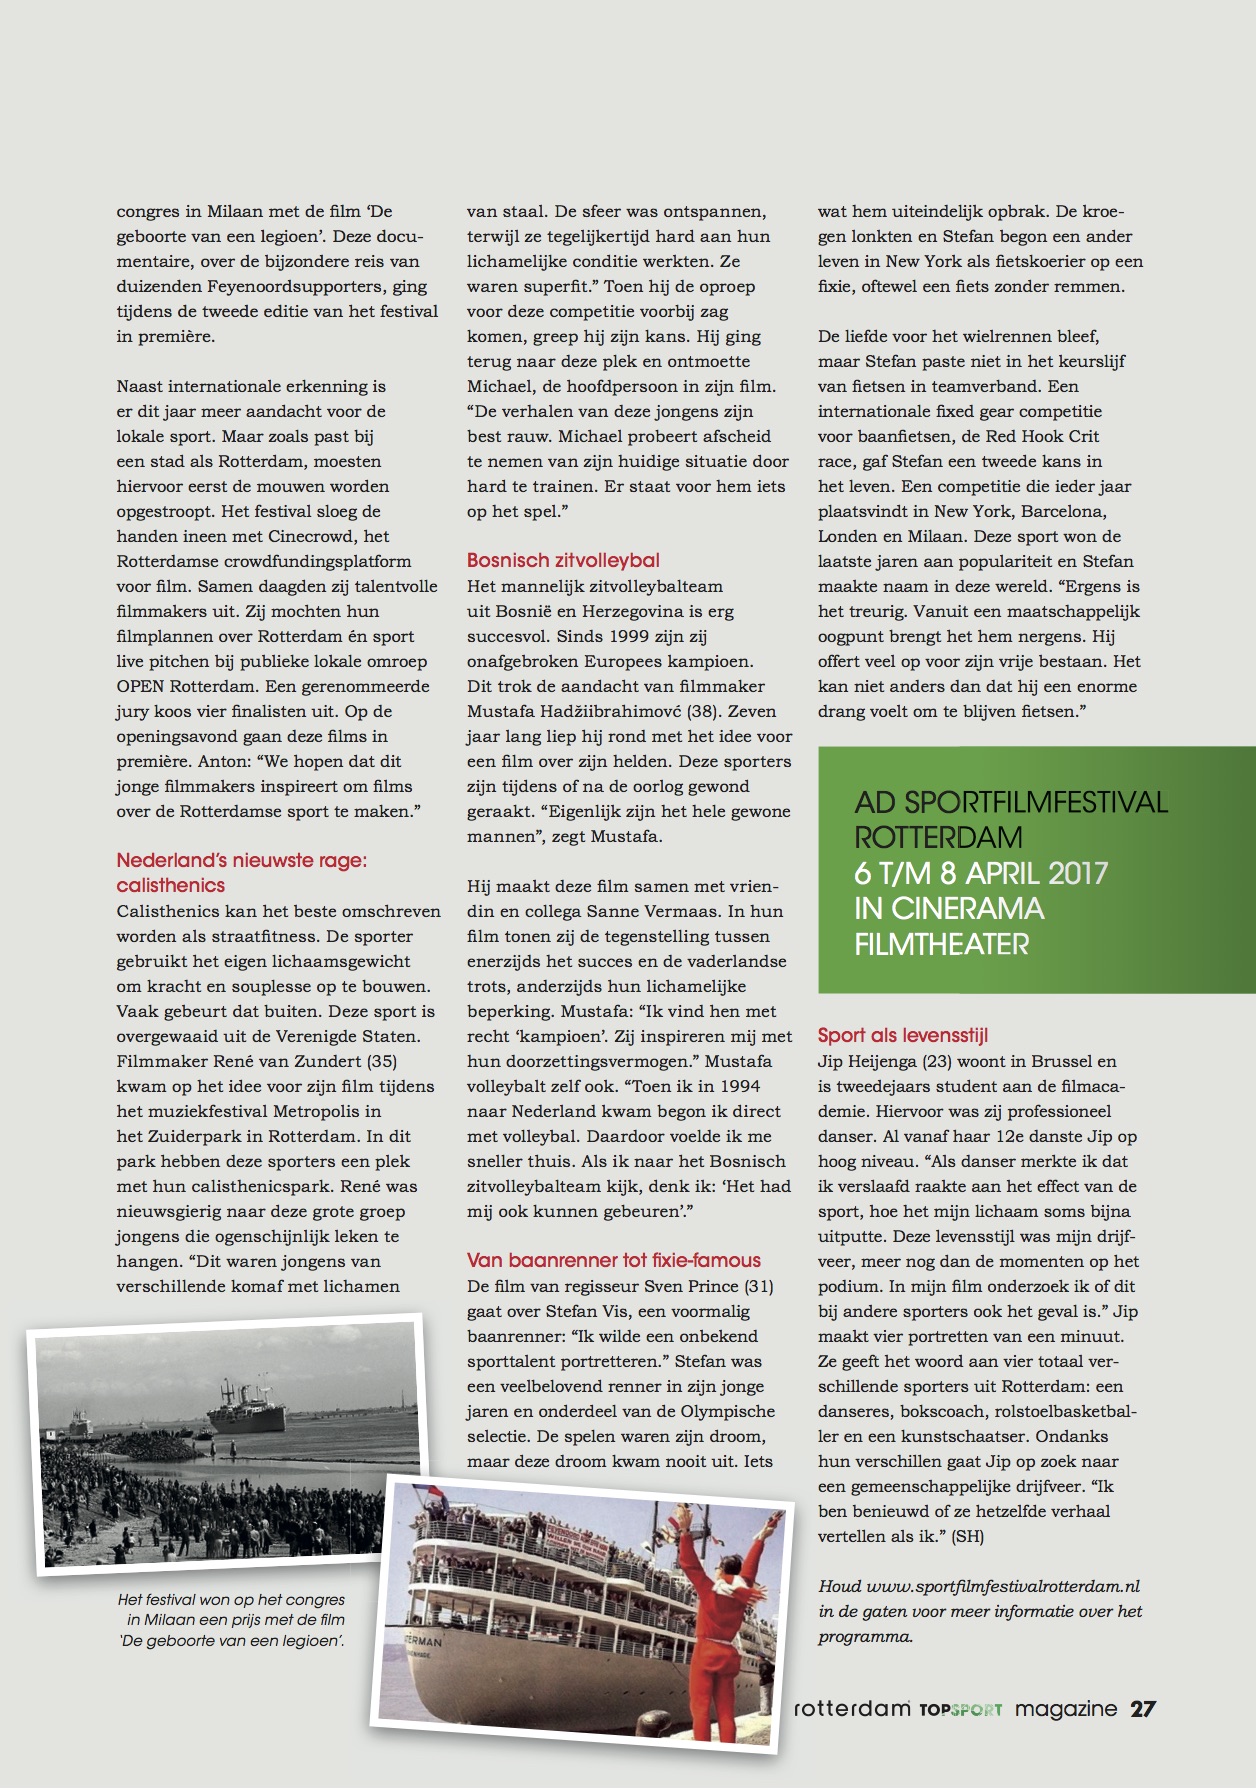 congres in Milaan met de film ‘De
geboorte van een legioen’. Deze docu-
mentaire, over de bijzondere reis van
duizenden Feyenoordsupporters, ging
tijdens de tweede editie van het festival
in première.
Naast internationale erkenning is
er dit jaar meer aandacht voor de
lokale sport. Maar zoals past bij
een stad als Rotterdam, moesten
hiervoor eerst de mouwen worden
opgestroopt. Het festival sloeg de
handen ineen met Cinecrowd, het
Rotterdamse crowdfundingsplatform
voor film. Samen daagden zij talentvolle
filmmakers uit. Zij mochten hun
filmplannen over Rotterdam én sport
live pitchen bij publieke lokale omroep
OPEN Rotterdam. Een gerenommeerde
jury koos vier finalisten uit. Op de
openingsavond gaan deze films in
première. Anton: “We hopen dat dit
jonge filmmakers inspireert om films
over de Rotterdamse sport te maken.”
Nederland’s nieuwste rage:
calisthenics
Calisthenics kan het beste omschreven
worden als straatfitness. De sporter
gebruikt het eigen lichaamsgewicht
om kracht en souplesse op te bouwen.
Vaak gebeurt dat buiten. Deze sport is
overgewaaid uit de Verenigde Staten.
Filmmaker René van Zundert (35)
kwam op het idee voor zijn film tijdens
het muziekfestival Metropolis in
het Zuiderpark in Rotterdam. In dit
park hebben deze sporters een plek
met hun calisthenicspark. René was
nieuwsgierig naar deze grote groep
jongens die ogenschijnlijk leken te
hangen. “Dit waren jongens van
verschillende komaf met lichamen
van staal. De sfeer was ontspannen,
terwijl ze tegelijkertijd hard aan hun
lichamelijke conditie werkten. Ze
waren superfit.” Toen hij de oproep
voor deze competitie voorbij zag
komen, greep hij zijn kans. Hij ging
terug naar deze plek en ontmoette
Michael, de hoofdpersoon in zijn film.
“De verhalen van deze jongens zijn
best rauw. Michael probeert afscheid
te nemen van zijn huidige situatie door
hard te trainen. Er staat voor hem iets
op het spel.”
Bosnisch zitvolleybal
Het mannelijk zitvolleybalteam
uit Bosnië en Herzegovina is erg
succesvol. Sinds 1999 zijn zij
onafgebroken Europees kampioen.
Dit trok de aandacht van filmmaker
Mustafa Hadžiibrahimovć (38). Zeven
jaar lang liep hij rond met het idee voor
een film over zijn helden. Deze sporters
zijn tijdens of na de oorlog gewond
geraakt. “Eigenlijk zijn het hele gewone
mannen”, zegt Mustafa.
Hij maakt deze film samen met vrien-
din en collega Sanne Vermaas. In hun
film tonen zij de tegenstelling tussen
enerzijds het succes en de vaderlandse
trots, anderzijds hun lichamelijke
beperking. Mustafa: “Ik vind hen met
recht ‘kampioen’. Zij inspireren mij met
hun doorzettingsvermogen.” Mustafa
volleybalt zelf ook. “Toen ik in 1994
naar Nederland kwam begon ik direct
met volleybal. Daardoor voelde ik me
sneller thuis. Als ik naar het Bosnisch
zitvolleybalteam kijk, denk ik: ‘Het had
mij ook kunnen gebeuren’.”
Van baanrenner tot fixie-famous
De film van regisseur Sven Prince (31)
gaat over Stefan Vis, een voormalig
baanrenner: “Ik wilde een onbekend
sporttalent portretteren.” Stefan was
een veelbelovend renner in zijn jonge
jaren en onderdeel van de Olympische
selectie. De spelen waren zijn droom,
maar deze droom kwam nooit uit. Iets
wat hem uiteindelijk opbrak. De kroe-
gen lonkten en Stefan begon een ander
leven in New York als fietskoerier op een
fixie, oftewel een fiets zonder remmen.
De liefde voor het wielrennen bleef,
maar Stefan paste niet in het keurslijf
van fietsen in teamverband. Een
internationale fixed gear competitie
voor baanfietsen, de Red Hook Crit
race, gaf Stefan een tweede kans in
het leven. Een competitie die ieder jaar
plaatsvindt in New York, Barcelona,
Londen en Milaan. Deze sport won de
laatste jaren aan populariteit en Stefan
maakte naam in deze wereld. “Ergens is
het treurig. Vanuit een maatschappelijk
oogpunt brengt het hem nergens. Hij
offert veel op voor zijn vrije bestaan. Het
kan niet anders dan dat hij een enorme
drang voelt om te blijven fietsen.”
AD SPORTFILMFESTIVAL
ROTTERDAM
6 T/M 8 APRIL 2017
IN CINERAMA
FILMTHEATER
Sport als levensstijl
Jip Heijenga (23) woont in Brussel en
is tweedejaars student aan de filmaca-
demie. Hiervoor was zij professioneel
danser. Al vanaf haar 12e danste Jip op
hoog niveau. “Als danser merkte ik dat
ik verslaafd raakte aan het effect van de
sport, hoe het mijn lichaam soms bijna
uitputte. Deze levensstijl was mijn drijf-
veer, meer nog dan de momenten op het
podium. In mijn film onderzoek ik of dit
bij andere sporters ook het geval is.” Jip
maakt vier portretten van een minuut.
Ze geeft het woord aan vier totaal ver-
schillende sporters uit Rotterdam: een
danseres, bokscoach, rolstoelbasketbal-
ler en een kunstschaatser. Ondanks
hun verschillen gaat Jip op zoek naar
een gemeenschappelijke drijfveer. “Ik
ben benieuwd of ze hetzelfde verhaal
vertellen als ik.” (SH)
Houd www.sportfilmfestivalrotterdam.nl
in de gaten voor meer informatie over het
programma.
Het festival won op het congres
in Milaan een prijs met de film
‘De geboorte van een legioen’.
TERMAN
rotterdam TOPSPORT magazine 27